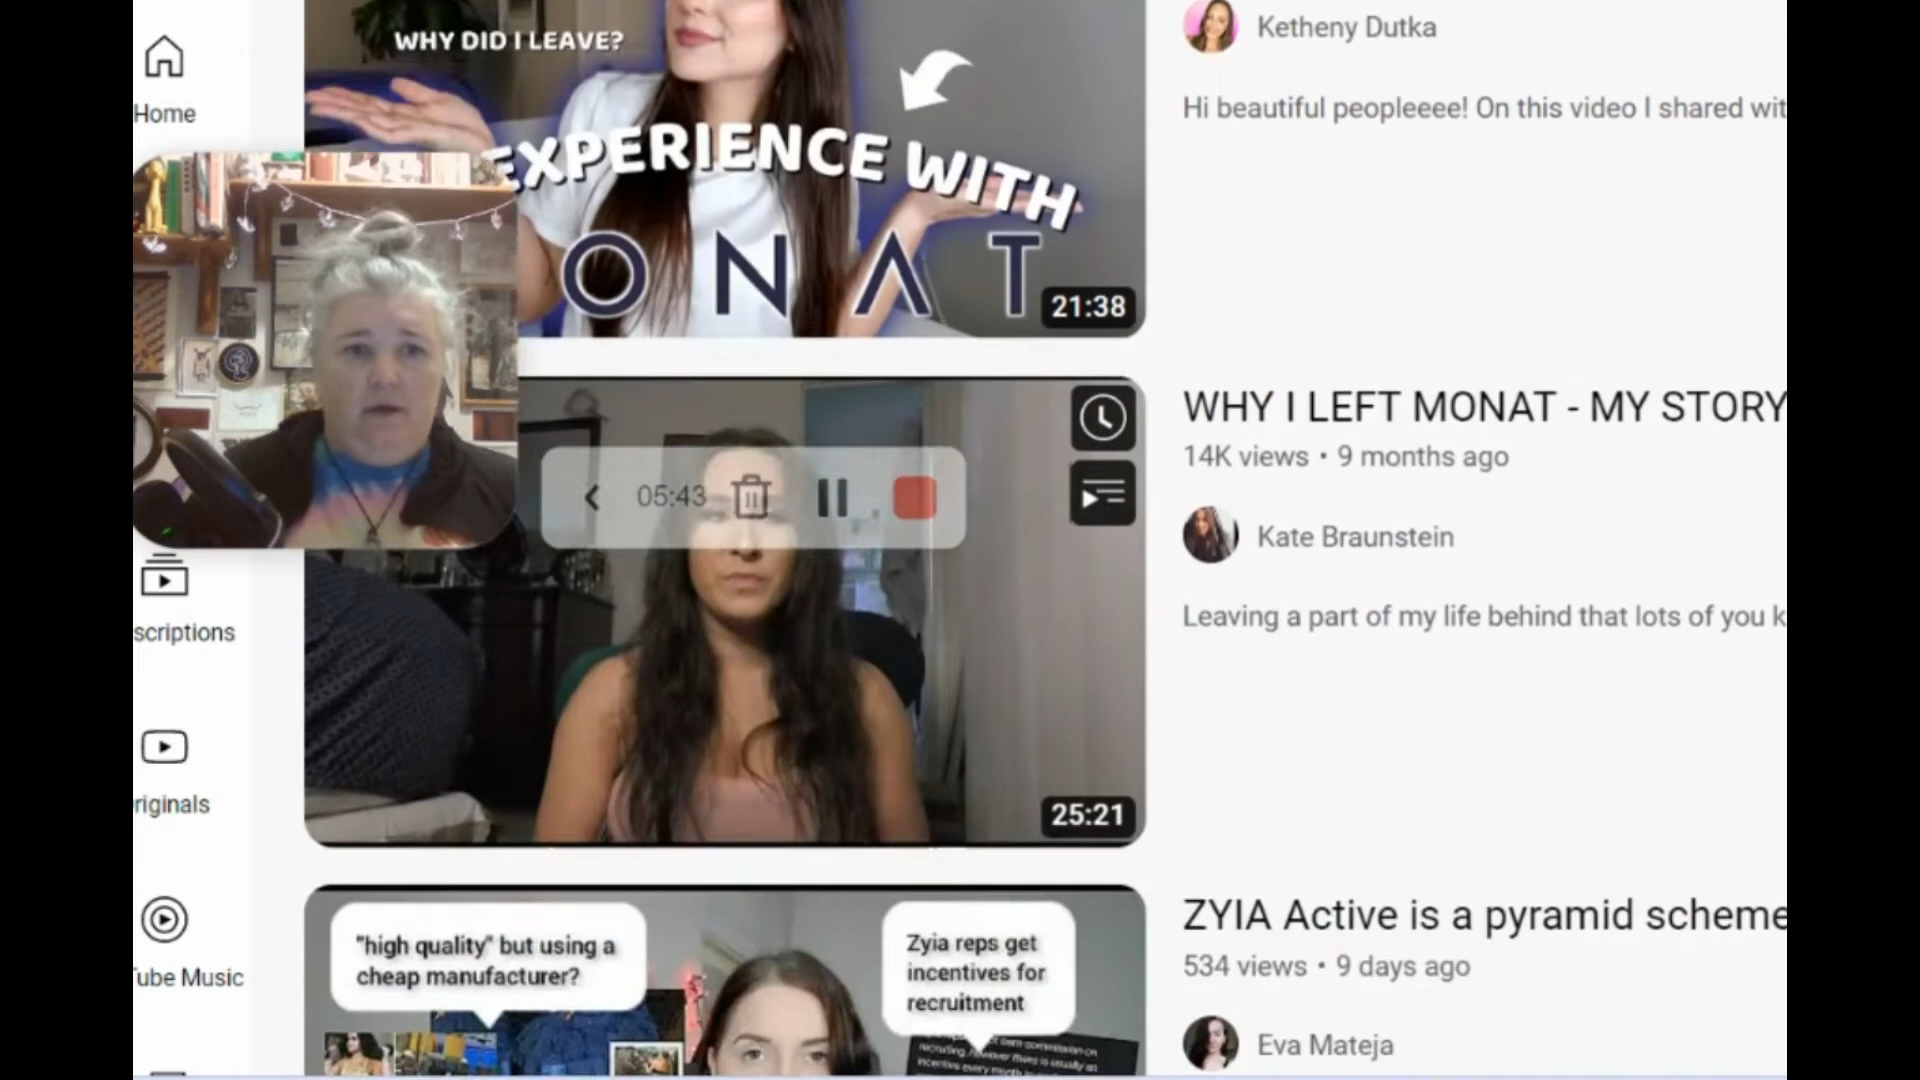 Home
scriptions
riginals
Tube Music
WHY DID I LEAVE?
EXPERIENCE WITH
ONAT
21:38
Ketheny Dutka
Hi beautiful peopleeee! On this video I shared wit
05:43
25:21
WHY I LEFT MONAT - MY STORY
14K views • 9 months ago
Kate Braunstein
Leaving a part of my life behind that lots of you k
"high quality" but using a
cheap manufacturer?
Zyia reps get
incentives for
recruitment
ZYIA Active is a pyramid scheme
534 views • 9 days ago
Eva Mateja